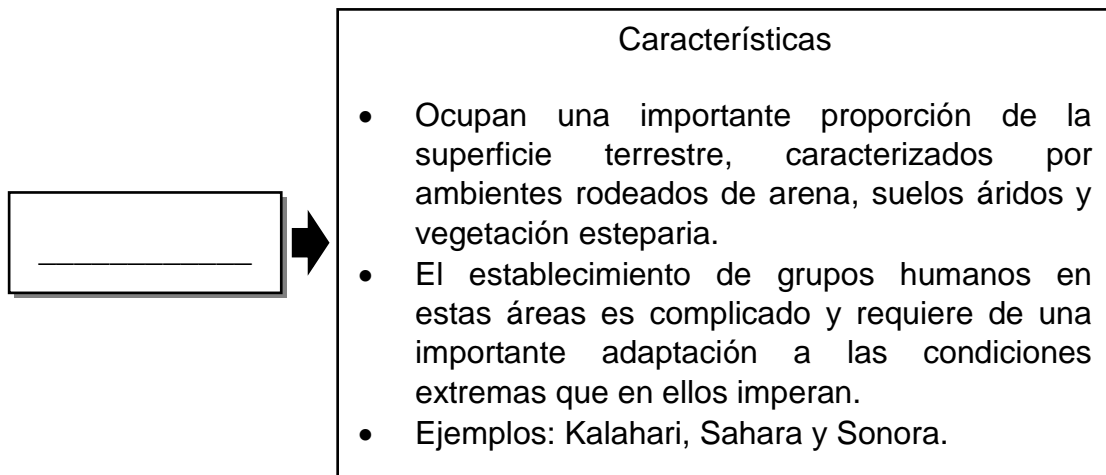 Características
• Ocupan una importante proporción de la
superficie terrestre, caracterizados por
ambientes rodeados de arena, suelos áridos y
vegetación esteparia.
• El establecimiento de grupos humanos en
estas áreas es complicado y requiere de una
importante adaptación a las condiciones
extremas que en ellos imperan.
• Ejemplos: Kalahari, Sahara y Sonora.